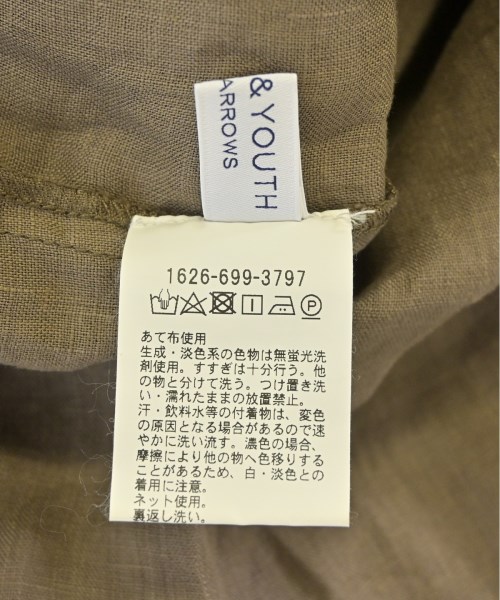 & YOUTH
ARROWS
1626-699-3797
あて布使用
生成・淡色系の色物は無蛍光洗
剤使用。すすぎは十分行う。他
の物と分けて洗う。つけ置き洗
い・濡れたままの放置禁止。
汗・飲料水等の付着物は、変色
の原因となる場合があるので速
やかに洗い流す。濃色の場合、
摩擦により他の物へ色移りする
ことがあるため、白・淡色との
着用に注意。
ネット使用。
裏返し洗い。